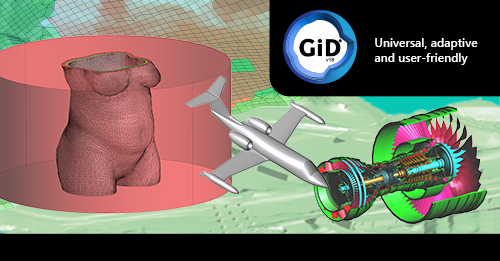 GiD
v18
Universal, adaptive
and user-friendly